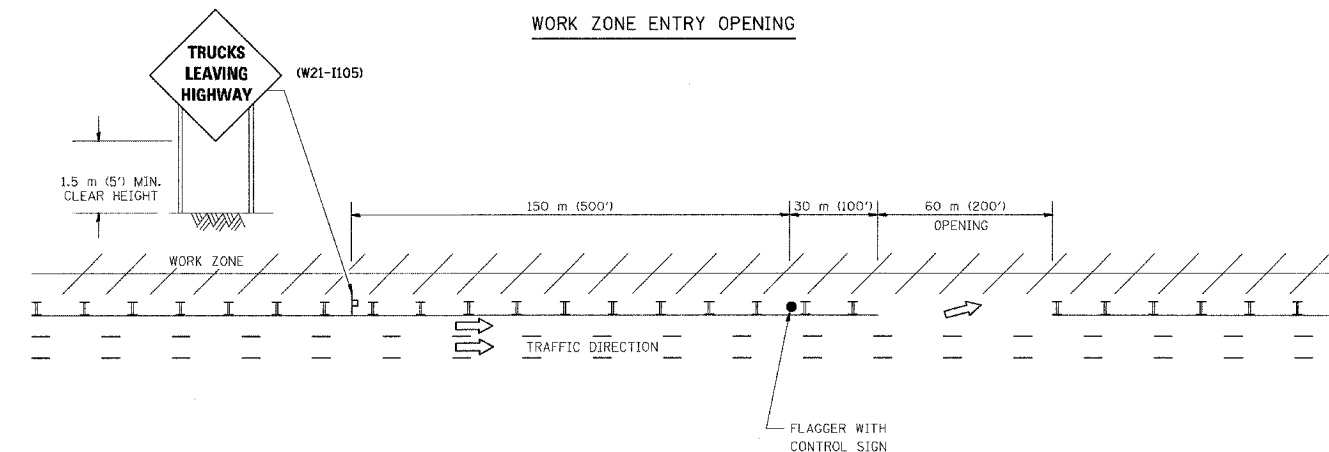 WORK ZONE ENTRY OPENING
TRUCKS
LEAVING
HIGHWAY
(W21-I105)
1.5 m (5') MIN.
CLEAR HEIGHT
150 m (500')
30 m (100')
60 m (200')
OPENING
WORK ZONE
TRAFFIC DIRECTION
FLAGGER WITH
CONTROL SIGN